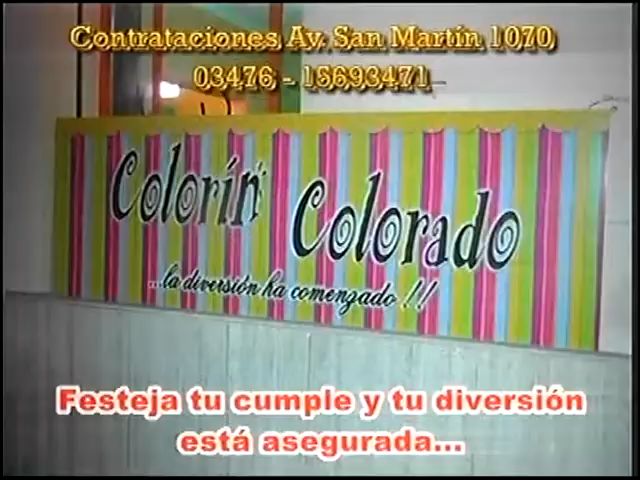 Contrataciones Av. San Martín 1070
03476 - 15693471
Colorín Colorado
...la diversión ha comenzado !!
Festeja tu cumple y tu diversión
está asegurada...